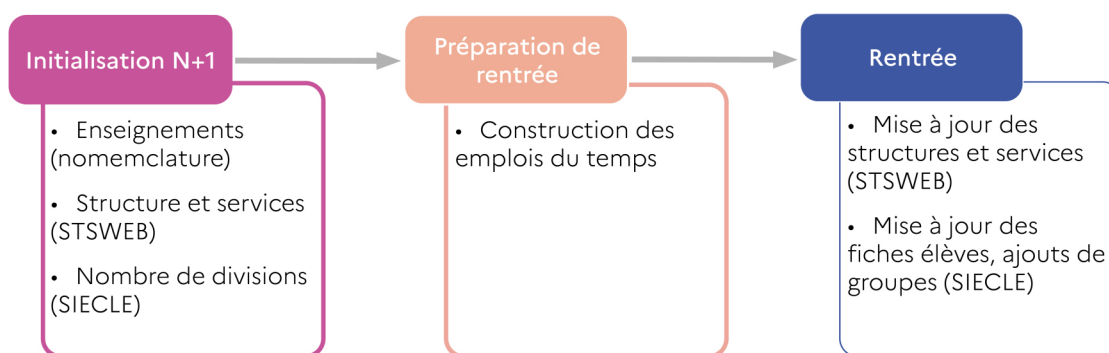 Initialisation N+1
• Enseignements
(nomemclature)
• Structure et services
(STSWEB)
• Nombre de divisions
(SIECLE)
Préparation de
rentrée
• Construction des
emplois du temps
Rentrée
• Mise à jour des
structures et services
(STSWEB)
• Mise à jour des
fiches élèves, ajouts de
groupes (SIECLE)